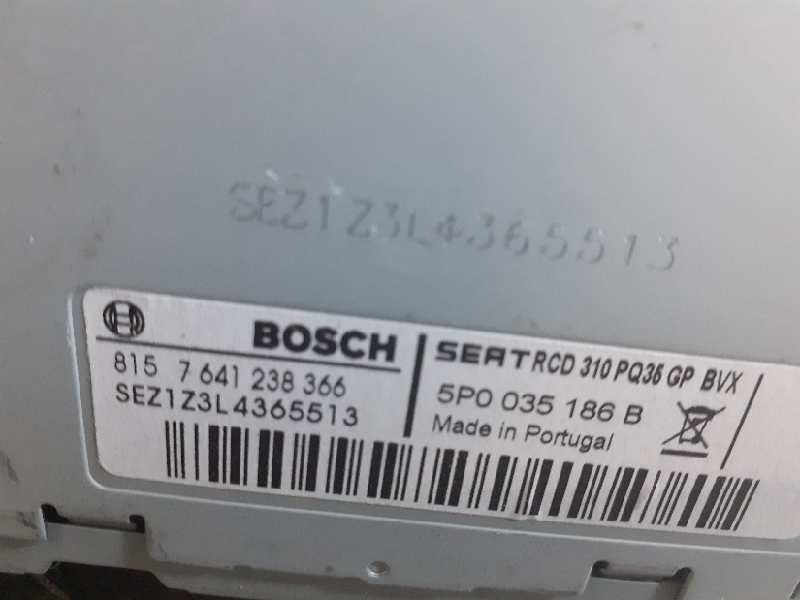 SEZ1Z3L4365513
BOSCH
815 7 641 238 366
SEZ1Z3L4365513
SEAT RCD 310 PQ35 GP BVX
5P0 035 186 B
Made in Portugal